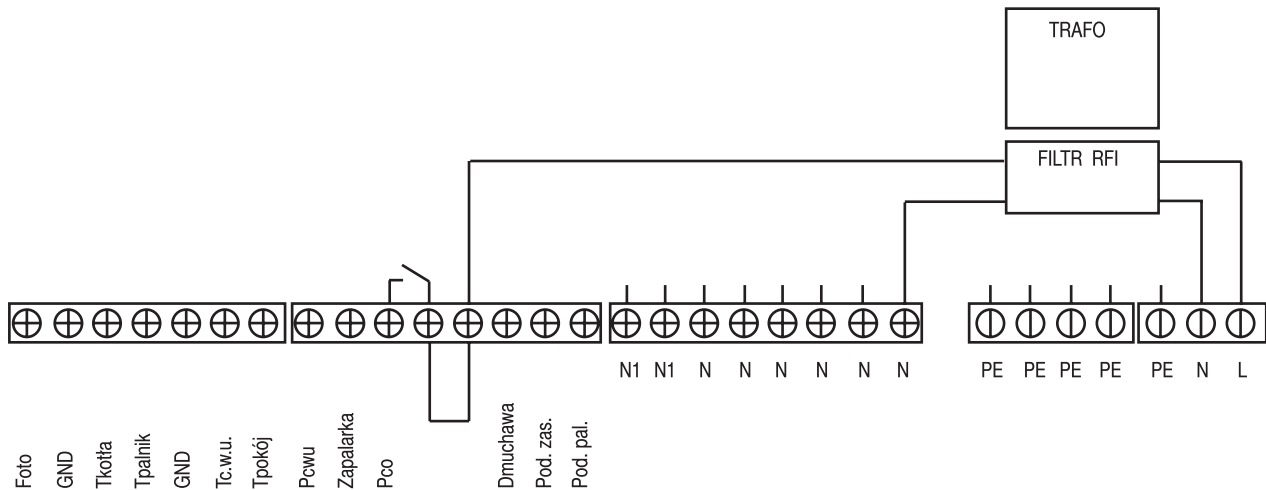 TRAFO
FILTR RFI
N1 N1 N N N N N N PE PE PE PE PE N L
Foto
GND
Tkotła
Tpalnik
GND
Tc.w.u.
Tpokój
Pcwu
Zapalarka
Pco
Dmuchawa
Pod. zas.
Pod. pal.